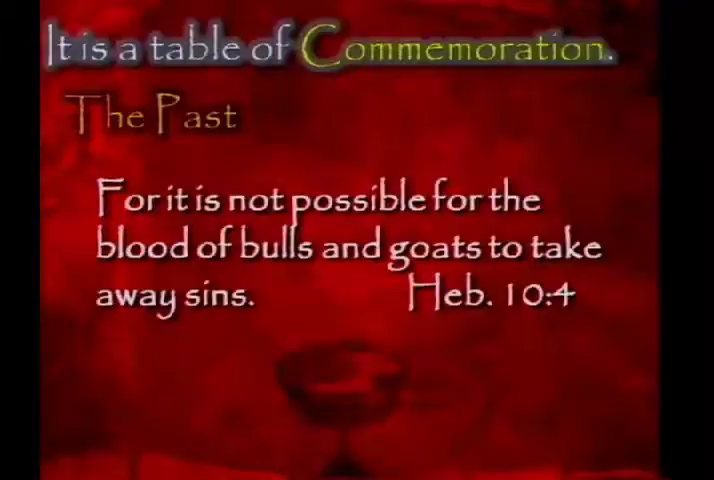 It is a table of Commemoration.
The Past
For it is not possible for the
blood of bulls and goats to take
away sins. Heb. 10:4